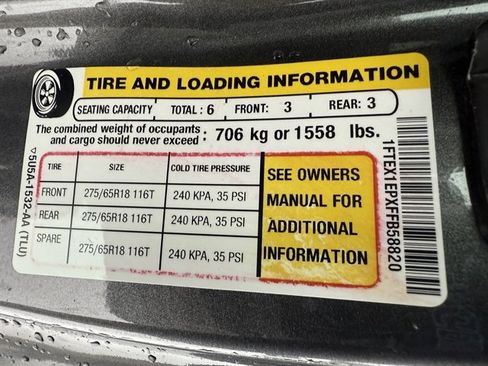 TIRE AND LOADING INFORMATION
SEATING CAPACITY TOTAL : 6 FRONT: 3 REAR: 3
The combined weight of occupants
and cargo should never exceed : 706 kg or 1558 lbs.
TIRE SIZE COLD TIRE PRESSURE
FRONT 275/65R18 116T 240 KPA, 35 PSI
REAR 275/65R18 116T 240 KPA, 35 PSI
SPARE 275/65R18 116T 240 KPA, 35 PSI
SEE OWNERS
MANUAL FOR
ADDITIONAL
INFORMATION
5U5A-1532-AA (TLU)
1FTEX1EPXFFB58820